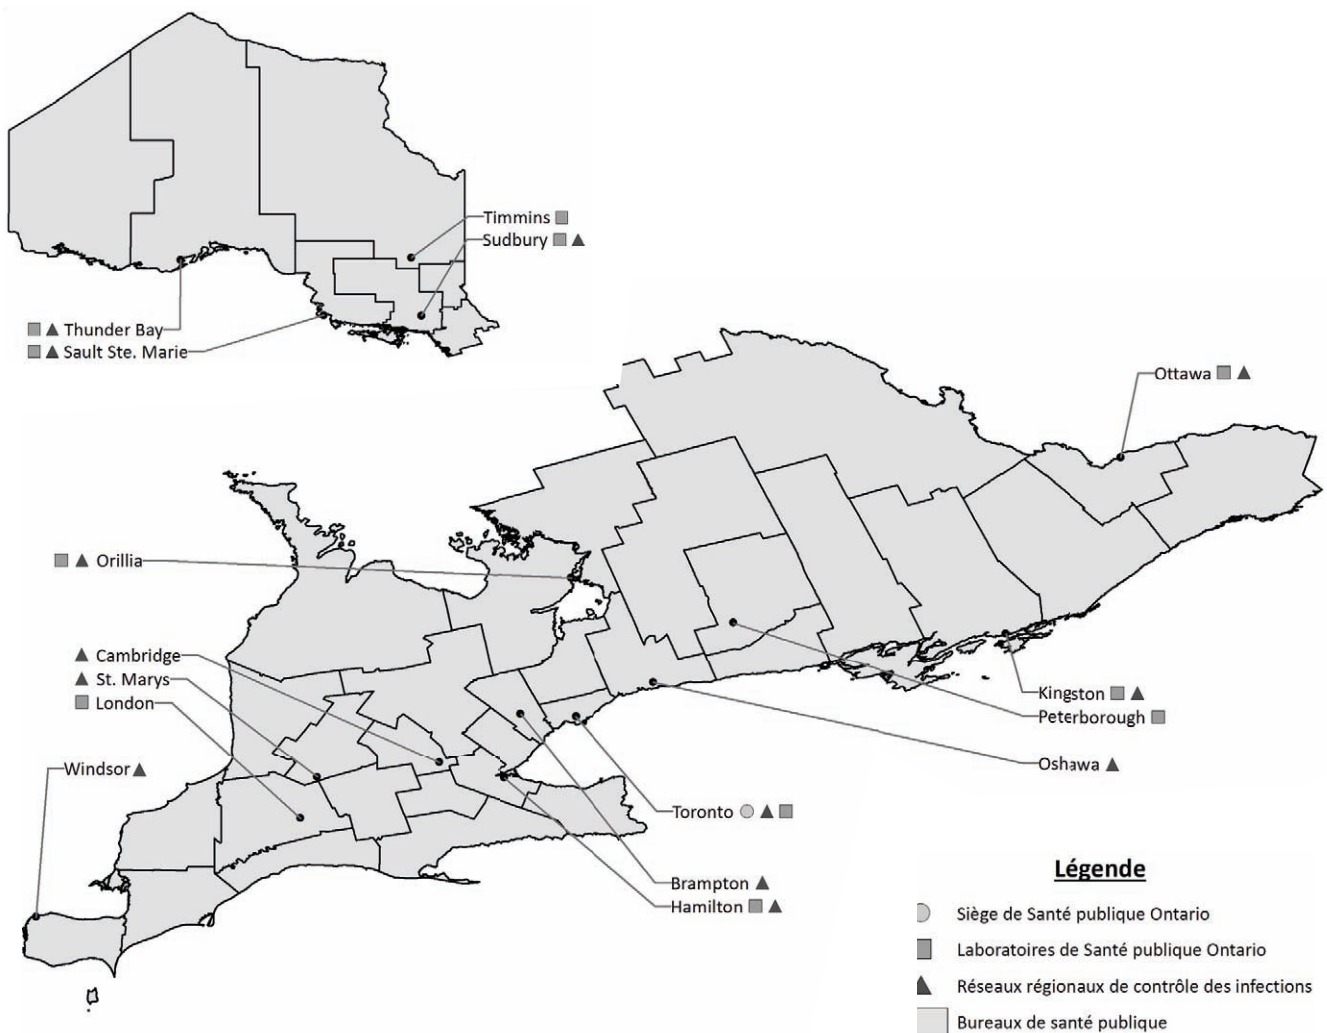 Timmins
Sudbury
Thunder Bay
Sault Ste. Marie
Ottawa
Orillia
Cambridge
St. Marys
London
Windsor
Kingston
Peterborough
Oshawa
Toronto
Brampton
Hamilton
Légende
Siège de Santé publique Ontario
Laboratoires de Santé publique Ontario
Réseaux régionaux de contrôle des infections
Bureaux de santé publique